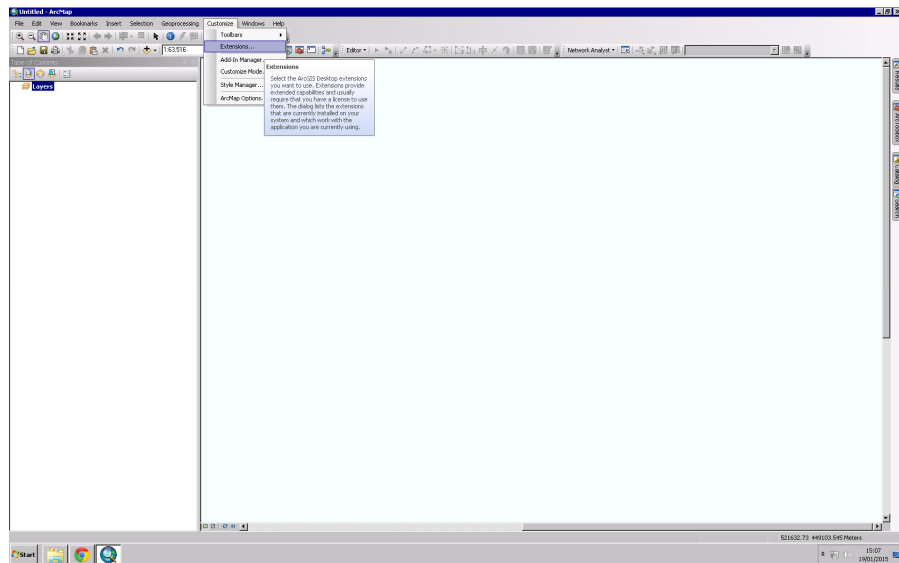 Untitled - ArcMap
File Edit View Bookmarks Insert Selection Geoprocessing Customize Windows Help
Toolbars
1:63,516
Extensions...
Editor
Network Analyst
Table Of Contents
Add-In Manager...
Layers
Customize Mode...
Style Manager...
ArcMap Options...
Extensions
Select the ArcGIS Desktop extensions
you want to use. Extensions provide
extended capabilities and usually
require that you have a license to use
them. The dialog lists the extensions
that are currently installed on your
system and which work with the
application you are currently using.
Results
ArcToolbox
Catalog
Search
521632.73 449103.545 Meters
Start
15:07
19/01/2015